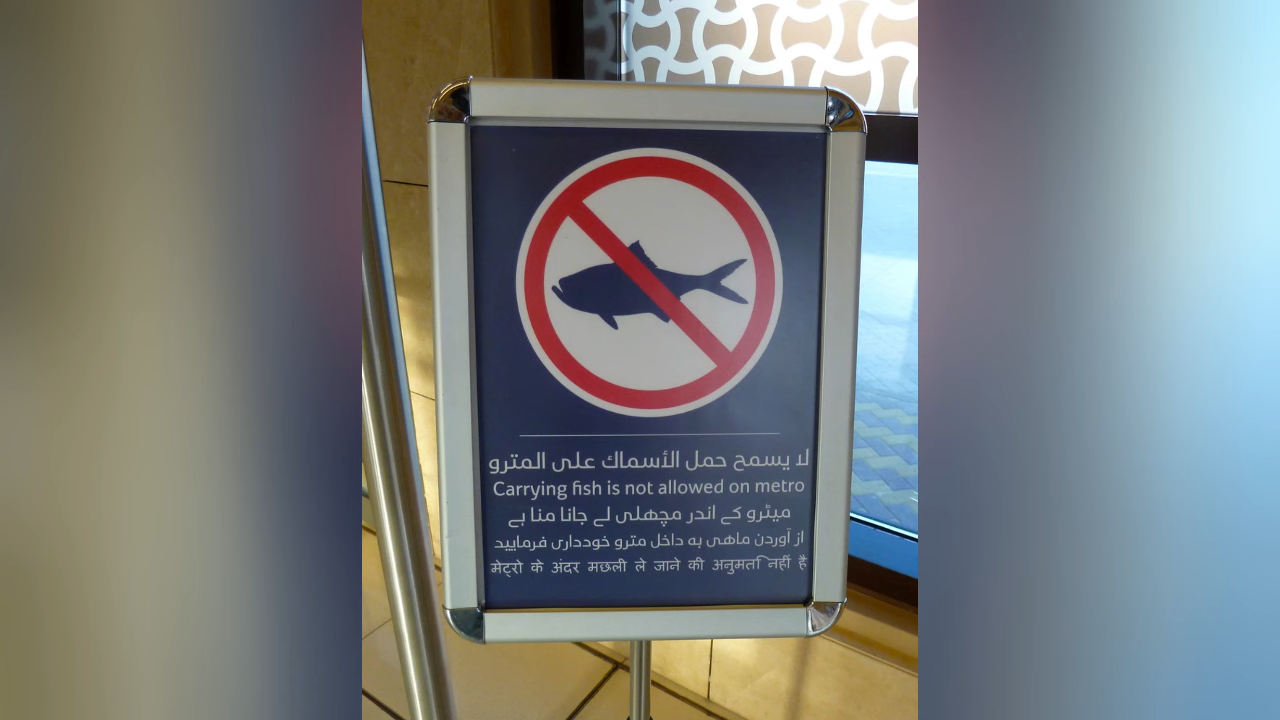 لا يسمح حمل الأسماك على المترو
Carrying fish is not allowed on metro
میٹرو کے اندر مچھلی لے جانا منا ہے
از آوردن ماهی به داخل مترو خودداری فرمایید
मेट्रो के अंदर मछली ले जाने की अनुमति नहीं है